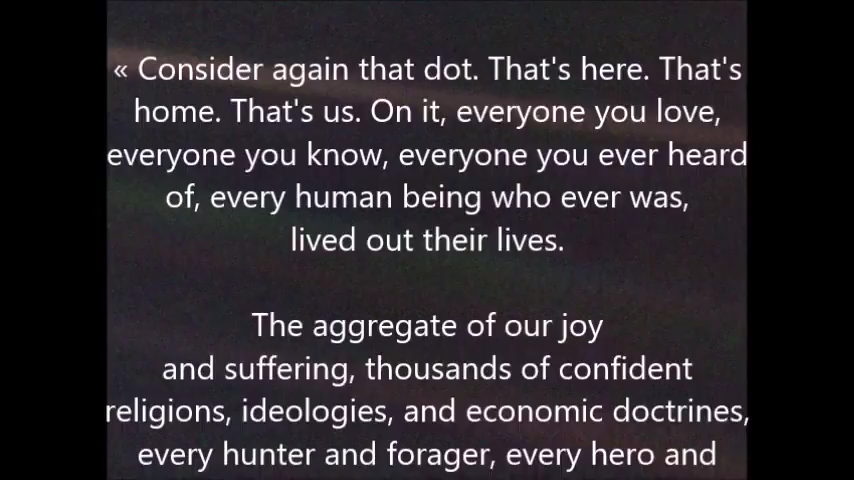 « Consider again that dot. That's here. That's
home. That's us. On it, everyone you love,
everyone you know, everyone you ever heard
of, every human being who ever was,
lived out their lives.
The aggregate of our joy
and suffering, thousands of confident
religions, ideologies, and economic doctrines,
every hunter and forager, every hero and